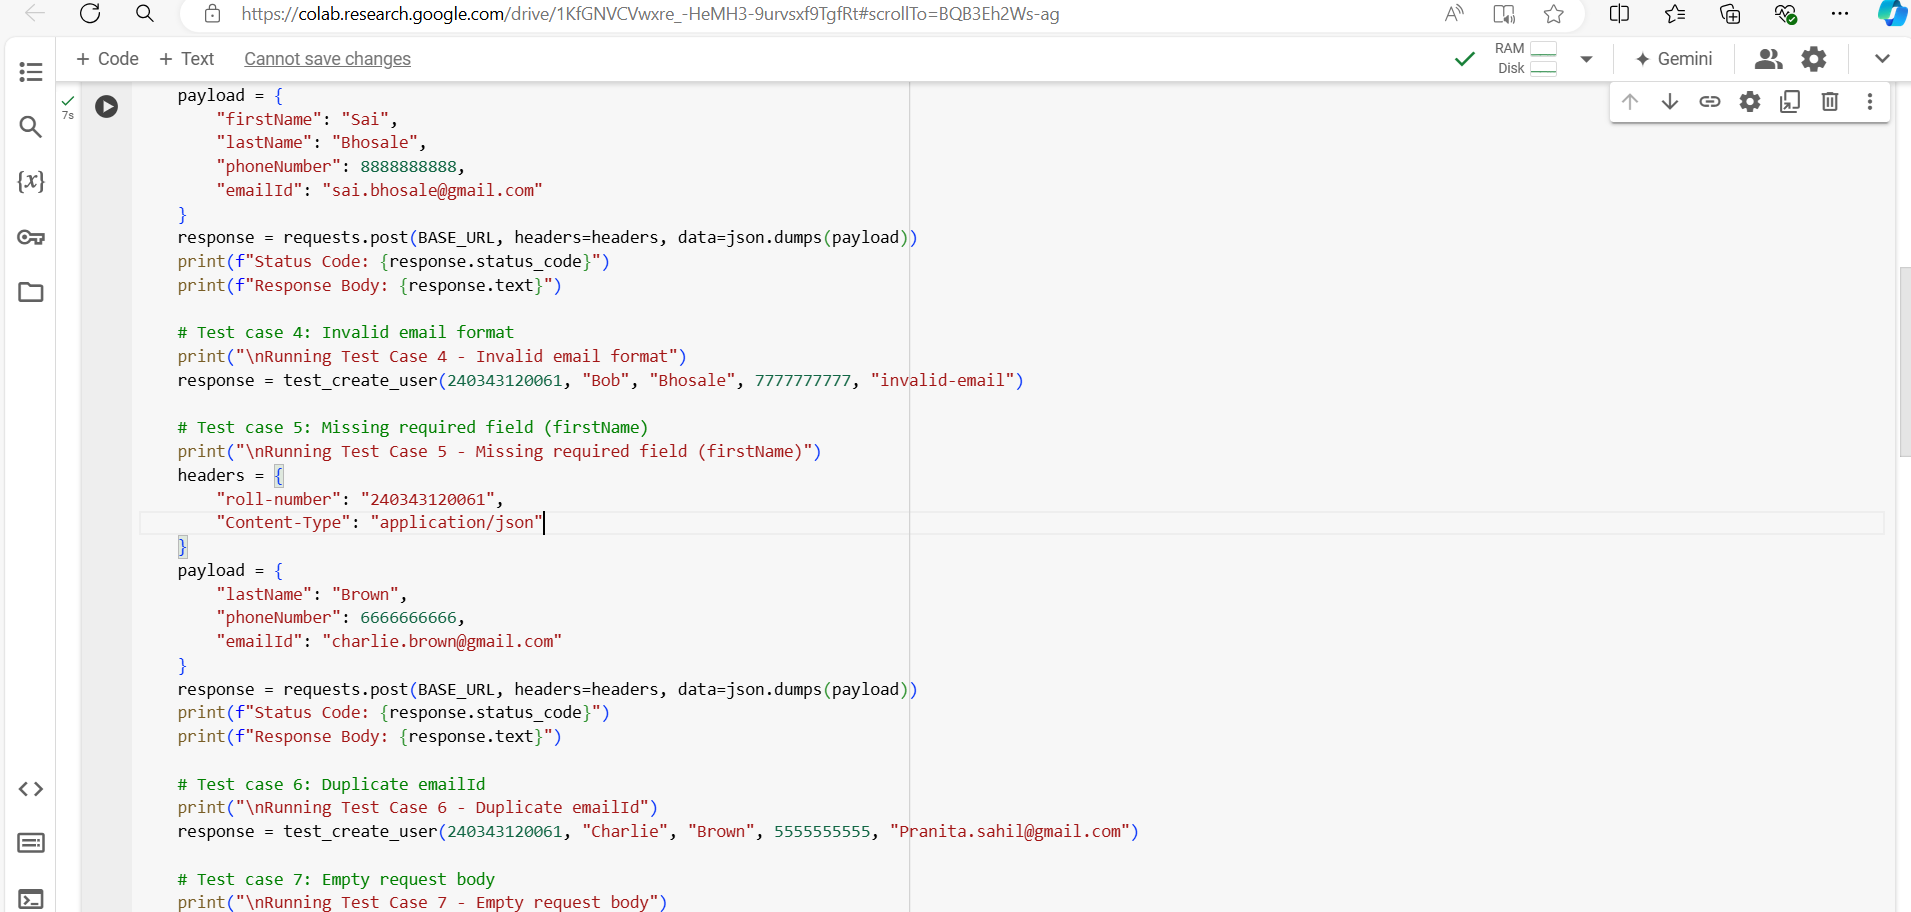 https://colab.research.google.com/drive/1KfGNVCVwxre_-HeMH3-9urvsxf9TgfRt#scrollTo=BQB3Eh2Ws-ag
+ Code + Text Cannot save changes
RAM
Disk
Gemini
7s
payload = {
"firstName": "Sai",
"lastName": "Bhosale",
"phoneNumber": 8888888888,
"emailId": "sai.bhosale@gmail.com"
}
response = requests.post(BASE_URL, headers=headers, data=json.dumps(payload))
print(f"Status Code: {response.status_code}")
print(f"Response Body: {response.text}")
# Test case 4: Invalid email format
print("\nRunning Test Case 4 - Invalid email format")
response = test_create_user(240343120061, "Bob", "Bhosale", 7777777777, "invalid-email")
# Test case 5: Missing required field (firstName)
print("\nRunning Test Case 5 - Missing required field (firstName)")
headers = {
"roll-number": "240343120061",
"Content-Type": "application/json"
}
payload = {
"lastName": "Brown",
"phoneNumber": 6666666666,
"emailId": "charlie.brown@gmail.com"
}
response = requests.post(BASE_URL, headers=headers, data=json.dumps(payload))
print(f"Status Code: {response.status_code}")
print(f"Response Body: {response.text}")
# Test case 6: Duplicate emailId
print("\nRunning Test Case 6 - Duplicate emailId")
response = test_create_user(240343120061, "Charlie", "Brown", 5555555555, "Pranita.sahil@gmail.com")
# Test case 7: Empty request body
print("\nRunning Test Case 7 - Empty request body")